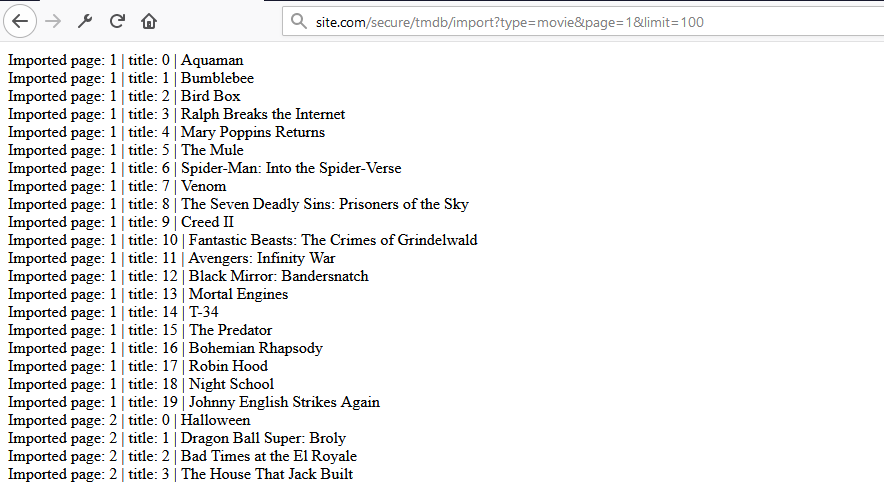 site.com/secure/tmdb/import?type=movie&page=1&limit=100
Imported page: 1 | title: 0 | Aquaman
Imported page: 1 | title: 1 | Bumblebee
Imported page: 1 | title: 2 | Bird Box
Imported page: 1 | title: 3 | Ralph Breaks the Internet
Imported page: 1 | title: 4 | Mary Poppins Returns
Imported page: 1 | title: 5 | The Mule
Imported page: 1 | title: 6 | Spider-Man: Into the Spider-Verse
Imported page: 1 | title: 7 | Venom
Imported page: 1 | title: 8 | The Seven Deadly Sins: Prisoners of the Sky
Imported page: 1 | title: 9 | Creed II
Imported page: 1 | title: 10 | Fantastic Beasts: The Crimes of Grindelwald
Imported page: 1 | title: 11 | Avengers: Infinity War
Imported page: 1 | title: 12 | Black Mirror: Bandersnatch
Imported page: 1 | title: 13 | Mortal Engines
Imported page: 1 | title: 14 | T-34
Imported page: 1 | title: 15 | The Predator
Imported page: 1 | title: 16 | Bohemian Rhapsody
Imported page: 1 | title: 17 | Robin Hood
Imported page: 1 | title: 18 | Night School
Imported page: 1 | title: 19 | Johnny English Strikes Again
Imported page: 2 | title: 0 | Halloween
Imported page: 2 | title: 1 | Dragon Ball Super: Broly
Imported page: 2 | title: 2 | Bad Times at the El Royale
Imported page: 2 | title: 3 | The House That Jack Built